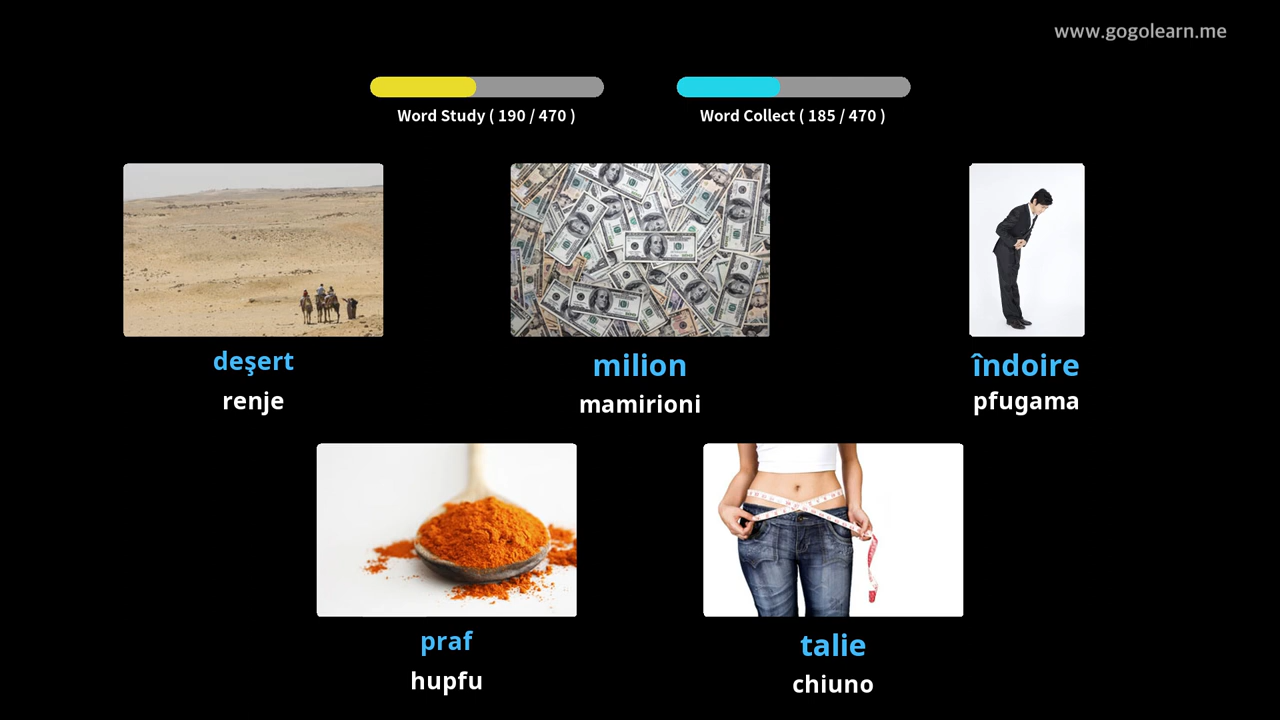 www.gogolearn.me
Word Study ( 190 / 470 )
Word Collect ( 185 / 470 )
deşert
milion
îndoire
renje
mamirioni
pfugama
praf
talie
hupfu
chiuno